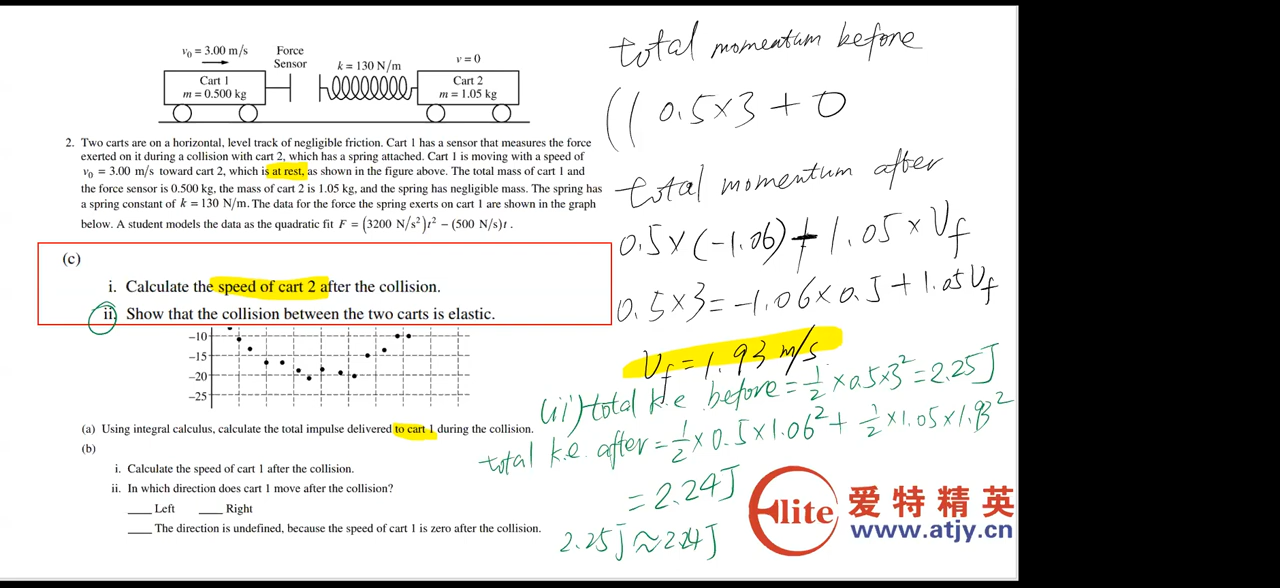 v₀ = 3.00 m/s
Force
Sensor
k = 130 N/m
v = 0
Cart 1
m = 0.500 kg
Cart 2
m = 1.05 kg
2. Two carts are on a horizontal, level track of negligible friction. Cart 1 has a sensor that measures the force
exerted on it during a collision with cart 2, which has a spring attached. Cart 1 is moving with a speed of
v₀ = 3.00 m/s toward cart 2, which is at rest, as shown in the figure above. The total mass of cart 1 and
the force sensor is 0.500 kg, the mass of cart 2 is 1.05 kg, and the spring has negligible mass. The spring has
a spring constant of k = 130 N/m. The data for the force the spring exerts on cart 1 are shown in the graph
below. A student models the data as the quadratic fit F = (3200 N/s²)t² − (500 N/s)t.
(c)
i. Calculate the speed of cart 2 after the collision.
ii. Show that the collision between the two carts is elastic.
−10
−15
−20
−25
(a) Using integral calculus, calculate the total impulse delivered to cart 1 during the collision.
(b)
i. Calculate the speed of cart 1 after the collision.
ii. In which direction does cart 1 move after the collision?
___ Left ___ Right
___ The direction is undefined, because the speed of cart 1 is zero after the collision.
total momentum before
0.5×3 + 0
total momentum after
0.5×(−1.06) + 1.05×Vf
0.5×3 = −1.06×0.5 + 1.05Vf
Vf = 1.93 m/s
(ii) total k.e before = ½×0.5×3² = 2.25J
total k.e. after = ½×0.5×1.06² + ½×1.05×1.93²
= 2.24J
2.25J ≈ 2.24J
Elite 爱特精英
www.atjy.cn